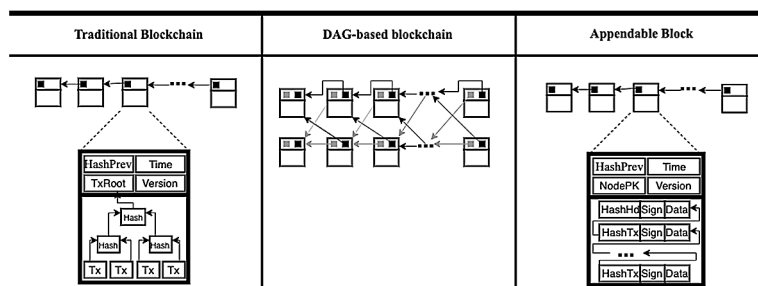 Traditional Blockchain
DAG-based blockchain
Appendable Block
HashPrev Time
TxRoot Version
Hash
Hash Hash
Tx Tx Tx Tx
HashPrev Time
NodePK Version
HashHd Sign Data
HashTx Sign Data
HashTx Sign Data